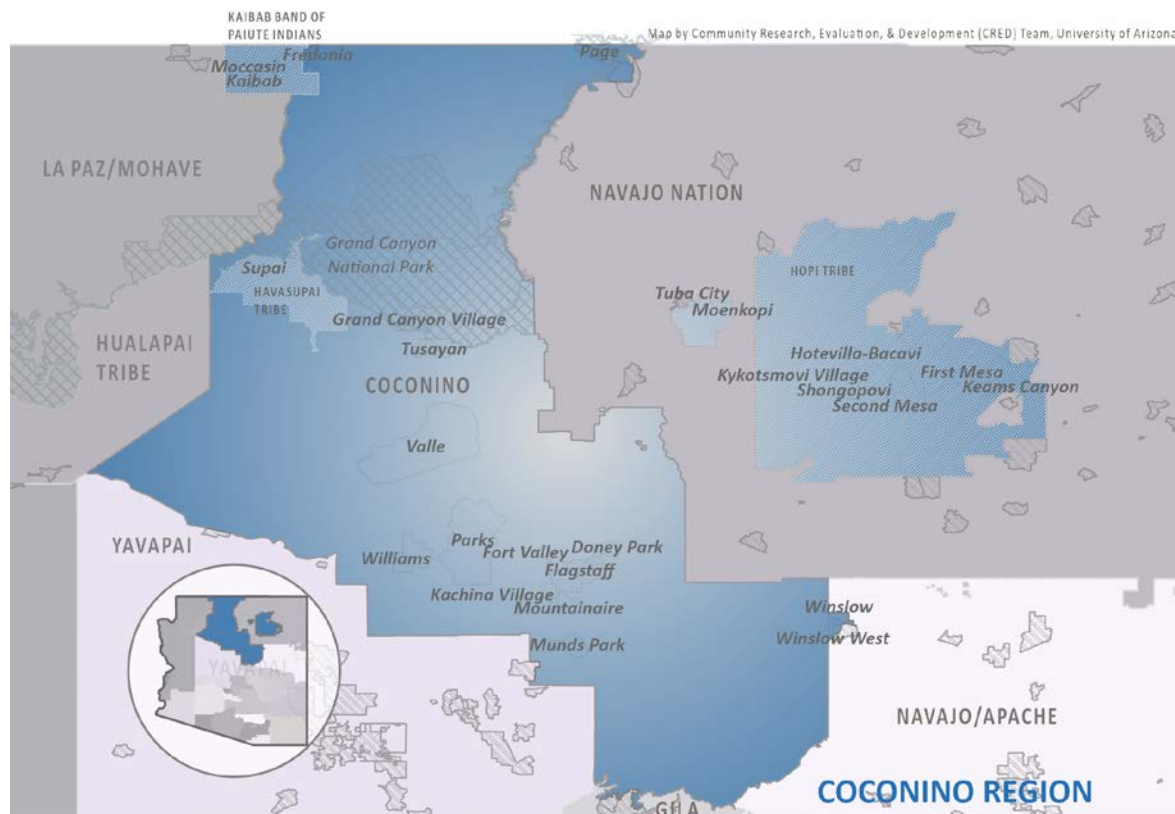 KAIBAB BAND OF
PAIUTE INDIANS
Map by Community Research, Evaluation, & Development (CRED) Team, University of Arizona
Fredonia
Moccasin
Kaibab
Page
LA PAZ/MOHAVE
NAVAJO NATION
Grand Canyon
National Park
Supai
HAVASUPAI
TRIBE
HOPI TRIBE
Tuba City
Moenkopi
Grand Canyon Village
HUALAPAI
TRIBE
Tusayan
COCONINO
Hotevilla-Bacavi
Kykotsmovi Village
First Mesa
Shongopovi
Keams Canyon
Second Mesa
Valle
YAVAPAI
Williams
Parks
Fort Valley
Doney Park
Flagstaff
Kachina Village
Mountainaire
Munds Park
Winslow
Winslow West
YAVAPAI
NAVAJO/APACHE
GILA
COCONINO REGION